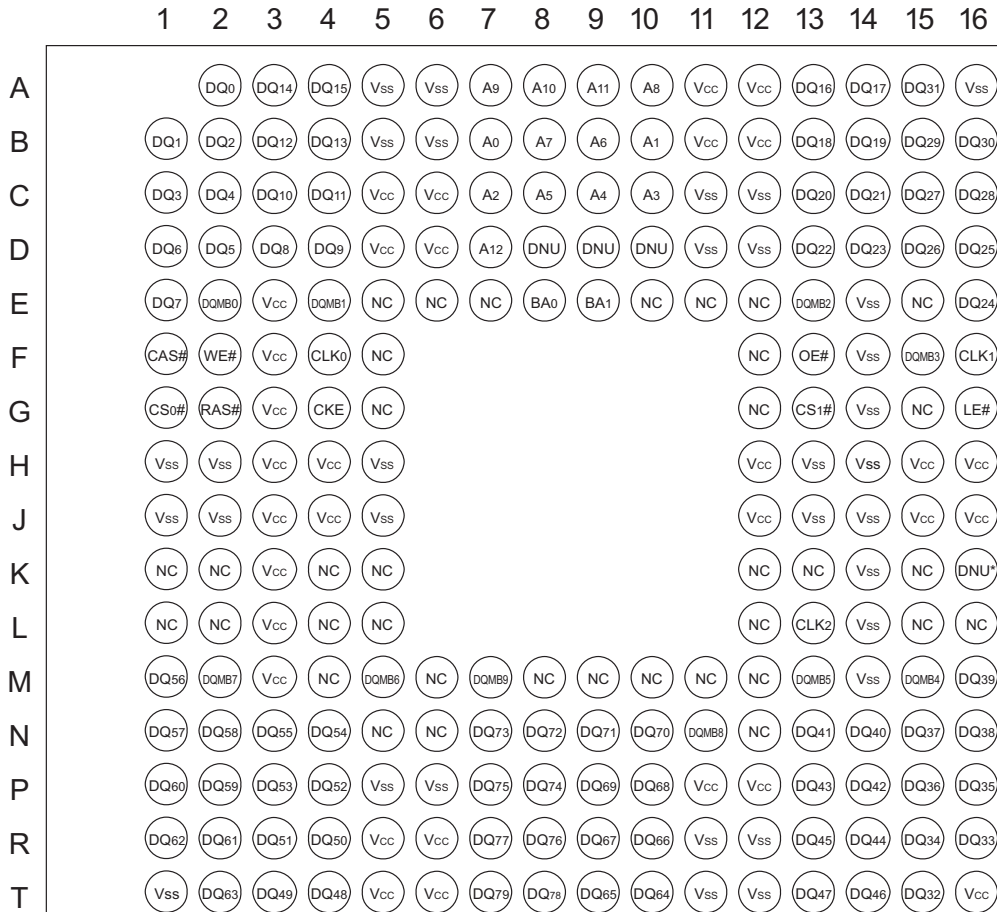 1 2 3 4 5 6 7 8 9 10 11 12 13 14 15 16
A DQ0 DQ14 DQ15 Vss Vss A9 A10 A11 A8 Vcc Vcc DQ16 DQ17 DQ31 Vss
B DQ1 DQ2 DQ12 DQ13 Vss Vss A0 A7 A6 A1 Vcc Vcc DQ18 DQ19 DQ29 DQ30
C DQ3 DQ4 DQ10 DQ11 Vcc Vcc A2 A5 A4 A3 Vss Vss DQ20 DQ21 DQ27 DQ28
D DQ6 DQ5 DQ8 DQ9 Vcc Vcc A12 DNU DNU DNU Vss Vss DQ22 DQ23 DQ26 DQ25
E DQ7 DQMB0 Vcc DQMB1 NC NC NC BA0 BA1 NC NC NC DQMB2 Vss NC DQ24
F CAS# WE# Vcc CLK0 NC NC OE# Vss DQMB3 CLK1
G CS0# RAS# Vcc CKE NC NC CS1# Vss NC LE#
H Vss Vss Vcc Vcc Vss Vcc Vss Vss Vcc Vcc
J Vss Vss Vcc Vcc Vss Vcc Vss Vss Vcc Vcc
K NC NC Vcc NC NC NC NC Vss NC DNU*
L NC NC Vcc NC NC NC CLK2 Vss NC NC
M DQ56 DQMB7 Vcc NC DQMB6 NC DQMB9 NC NC NC NC NC DQMB5 Vss DQMB4 DQ39
N DQ57 DQ58 DQ55 DQ54 NC NC DQ73 DQ72 DQ71 DQ70 DQMB8 NC DQ41 DQ40 DQ37 DQ38
P DQ60 DQ59 DQ53 DQ52 Vss Vss DQ75 DQ74 DQ69 DQ68 Vcc Vcc DQ43 DQ42 DQ36 DQ35
R DQ62 DQ61 DQ51 DQ50 Vcc Vcc DQ77 DQ76 DQ67 DQ66 Vss Vss DQ45 DQ44 DQ34 DQ33
T Vss DQ63 DQ49 DQ48 Vcc Vcc DQ79 DQ78 DQ65 DQ64 Vss Vss DQ47 DQ46 DQ32 Vcc